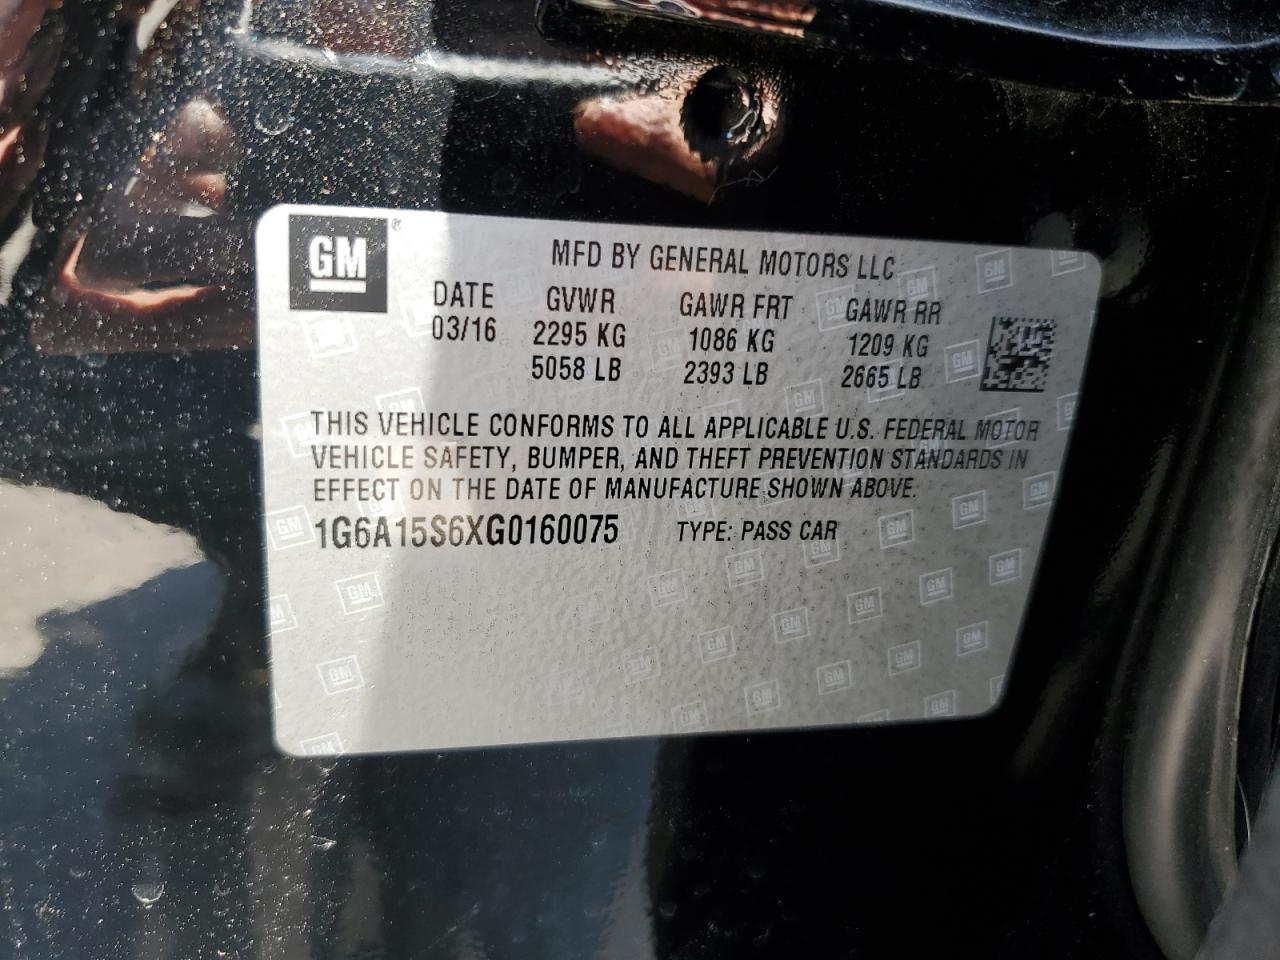 GM
MFD BY GENERAL MOTORS LLC
DATE GVWR GAWR FRT GAWR RR
03/16 2295 KG 1086 KG 1209 KG
5058 LB 2393 LB 2665 LB
THIS VEHICLE CONFORMS TO ALL APPLICABLE U.S. FEDERAL MOTOR
VEHICLE SAFETY, BUMPER, AND THEFT PREVENTION STANDARDS IN
EFFECT ON THE DATE OF MANUFACTURE SHOWN ABOVE.
1G6A15S6XG0160075 TYPE: PASS CAR